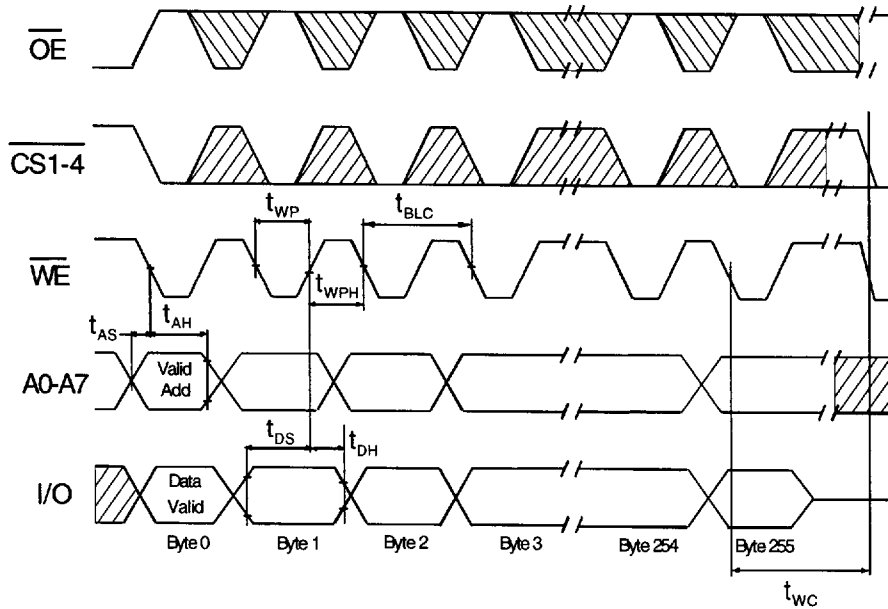 OE
CS1-4
tWP
tBLC
WE
tWPH
tAS
tAH
A0-A7
Valid
Add
tDS
tDH
I/O
Data
Valid
Byte 0
Byte 1
Byte 2
Byte 3
Byte 254
Byte 255
tWC